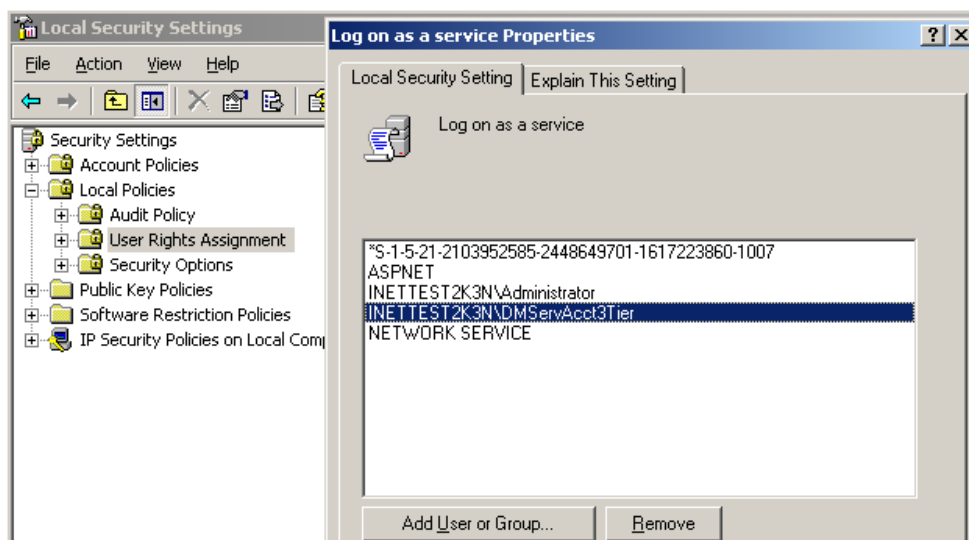 Local Security Settings
File Action View Help
Security Settings
Account Policies
Local Policies
Audit Policy
User Rights Assignment
Security Options
Public Key Policies
Software Restriction Policies
IP Security Policies on Local Com
Log on as a service Properties
Local Security Setting
Explain This Setting
Log on as a service
*S-1-5-21-2103952585-2448649701-1617223860-1007
ASPNET
INETTEST2K3N\Administrator
INETTEST2K3N\DMServAcct3Tier
NETWORK SERVICE
Add User or Group...
Remove